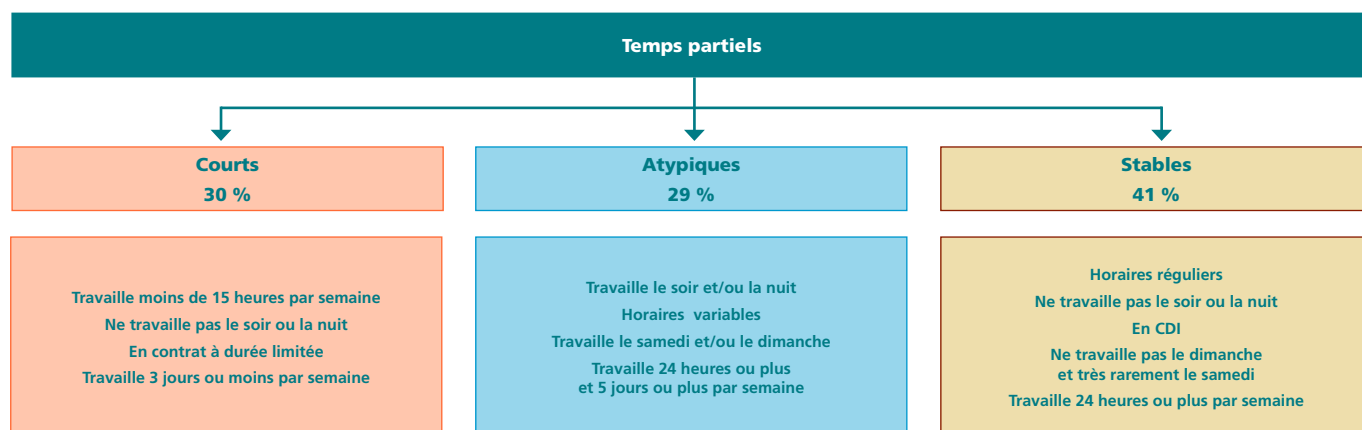 Temps partiels
Courts
30 %
Atypiques
29 %
Stables
41 %
Travaille moins de 15 heures par semaine
Ne travaille pas le soir ou la nuit
En contrat à durée limitée
Travaille 3 jours ou moins par semaine
Travaille le soir et/ou la nuit
Horaires variables
Travaille le samedi et/ou le dimanche
Travaille 24 heures ou plus
et 5 jours ou plus par semaine
Horaires réguliers
Ne travaille pas le soir ou la nuit
En CDI
Ne travaille pas le dimanche
et très rarement le samedi
Travaille 24 heures ou plus par semaine